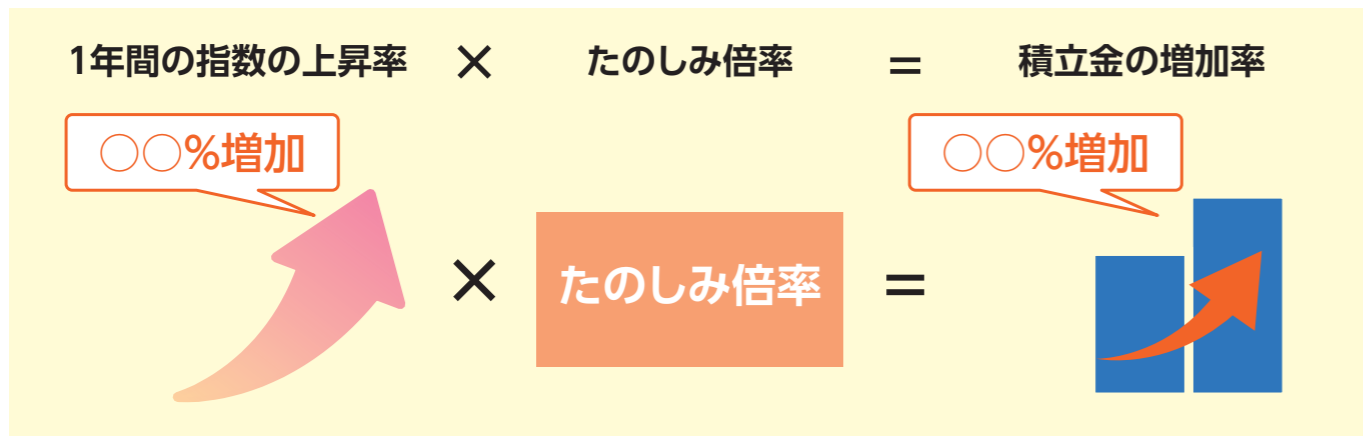 1年間の指数の上昇率 × たのしみ倍率 = 積立金の増加率
○○%増加 ○○%増加
× たのしみ倍率 =